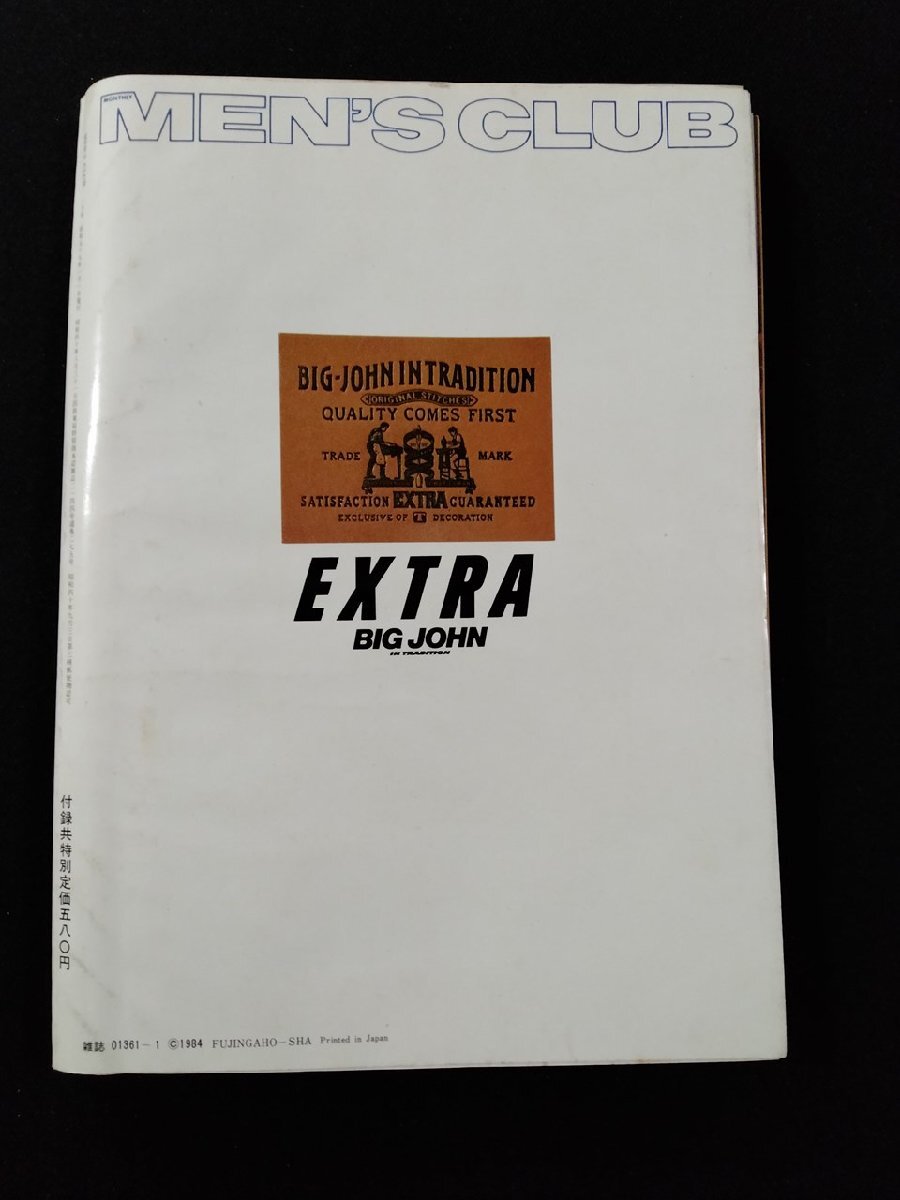 MONTHLY
MEN'S CLUB
BIG-JOHN IN TRADITION
ORIGINAL STITCHES
QUALITY COMES FIRST
TRADE MARK
SATISFACTION EXTRA GUARANTEED
EXCLUSIVE OF T DECORATION
EXTRA
BIG JOHN
IN TRADITION
付録共特別定価五八〇円
雑誌 01361-1 ©1984 FUJINGAHO-SHA Printed in Japan